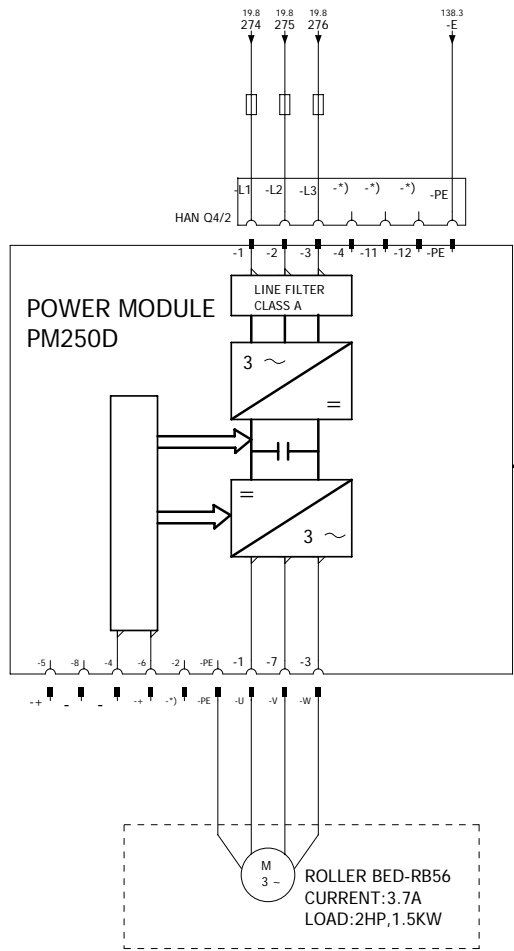 19.8 19.8 19.8 138.3
274 275 276 -E
-L1 -L2 -L3 -*) -*) -*) -PE
HAN Q4/2
-1 -2 -3 -4 -11 -12 -PE
LINE FILTER
CLASS A
POWER MODULE
PM250D
3 ~
=
=
3 ~
-5 -8 -4 -6 -2 -PE -1 -7 -3
-+ - - -+ -*) -PE -U -V -W
M
3 ~
ROLLER BED-RB56
CURRENT:3.7A
LOAD:2HP,1.5KW